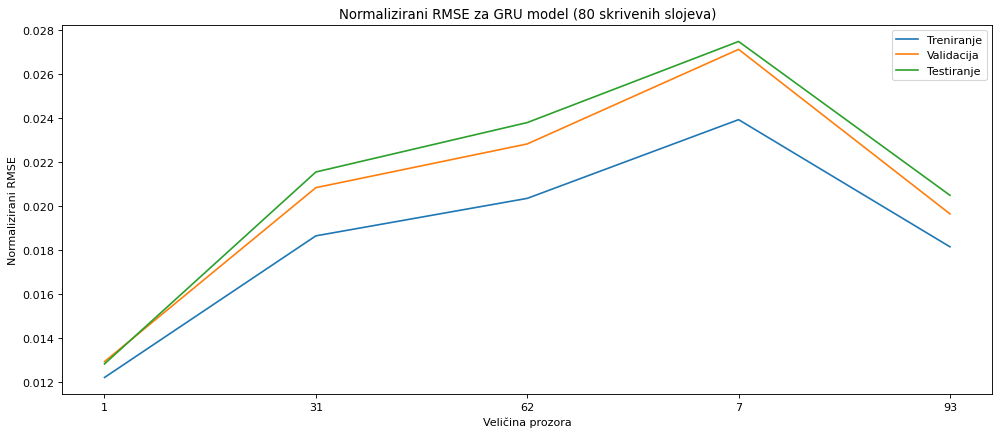 Normalizirani RMSE za GRU model (80 skrivenih slojeva)
Treniranje
Validacija
Testiranje
Normalizirani RMSE
0.028
0.026
0.024
0.022
0.020
0.018
0.016
0.014
0.012
1 31 62 7 93
Veličina prozora